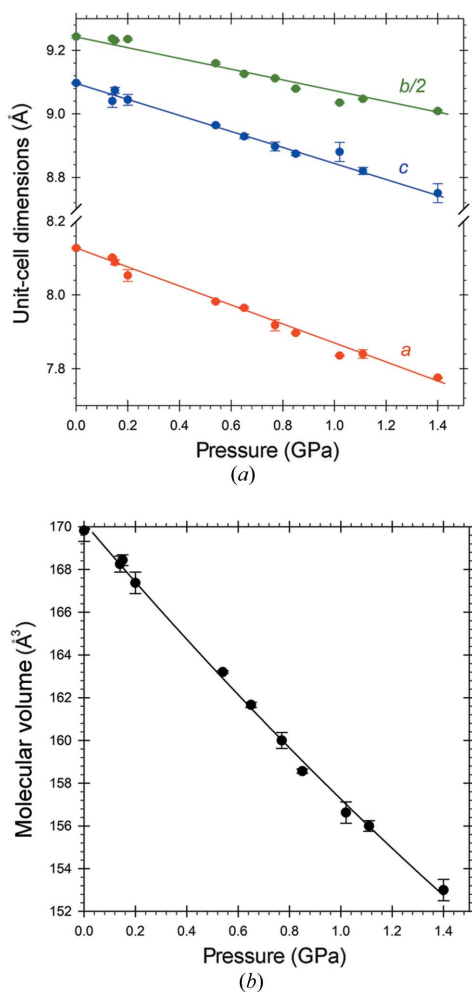 9.2
9.0
8.8
8.2
8.0
7.8
Unit-cell dimensions (Å)
b/2
c
a
0.0 0.2 0.4 0.6 0.8 1.0 1.2 1.4
Pressure (GPa)
(a)
170
168
166
164
162
160
158
156
154
152
Molecular volume (Å³)
0.0 0.2 0.4 0.6 0.8 1.0 1.2 1.4
Pressure (GPa)
(b)